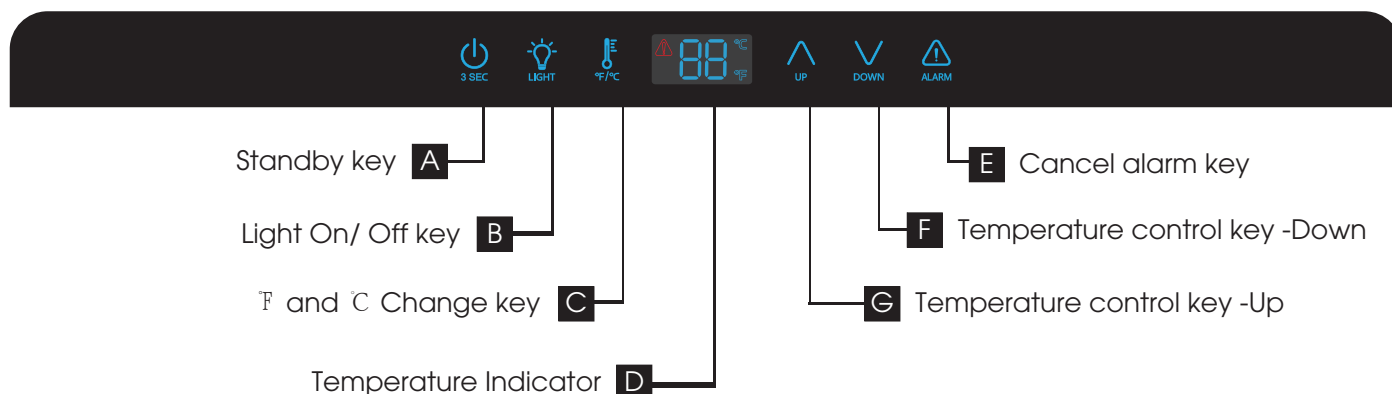 3 SEC
LIGHT
°F/°C
88 °C
°F
UP
DOWN
ALARM
Standby key A
E Cancel alarm key
Light On/ Off key B
F Temperature control key -Down
℉ and ℃ Change key C
G Temperature control key -Up
Temperature Indicator D